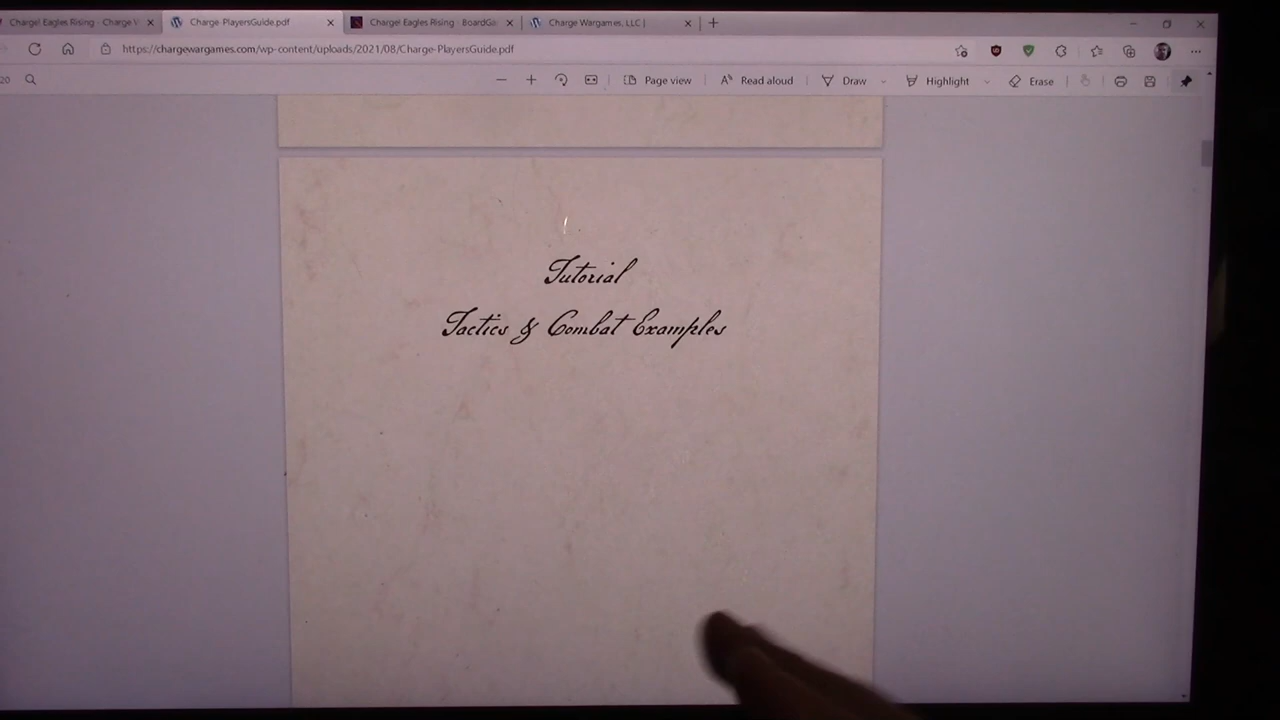 Charge! Eagles Rising - Charge W
Charge-PlayersGuide.pdf
Charge! Eagles Rising - BoardGa
Charge Wargames, LLC |
https://chargewargames.com/wp-content/uploads/2021/08/Charge-PlayersGuide.pdf
20
Page view
Read aloud
Draw
Highlight
Erase
Tutorial
Tactics & Combat Examples